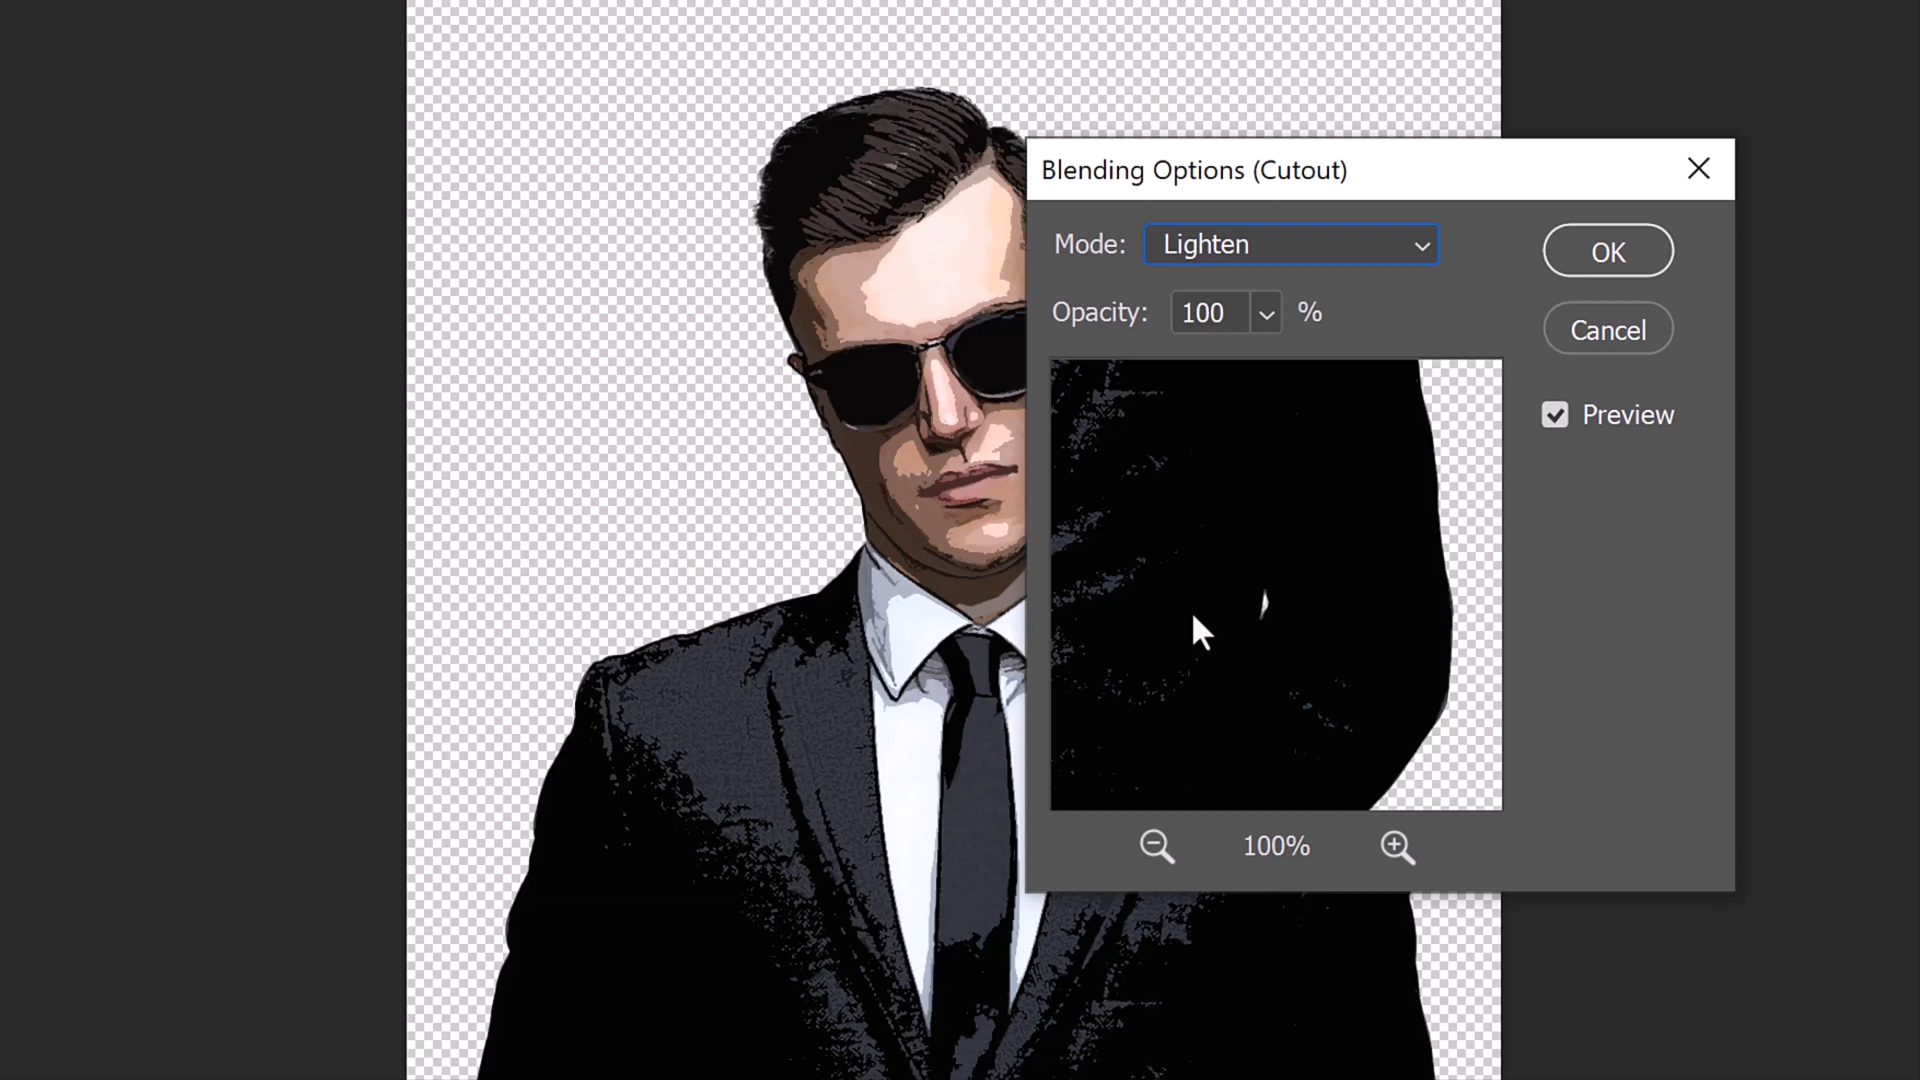 Blending Options (Cutout)
Mode: Lighten
OK
Opacity: 100 %
Cancel
Preview
100%